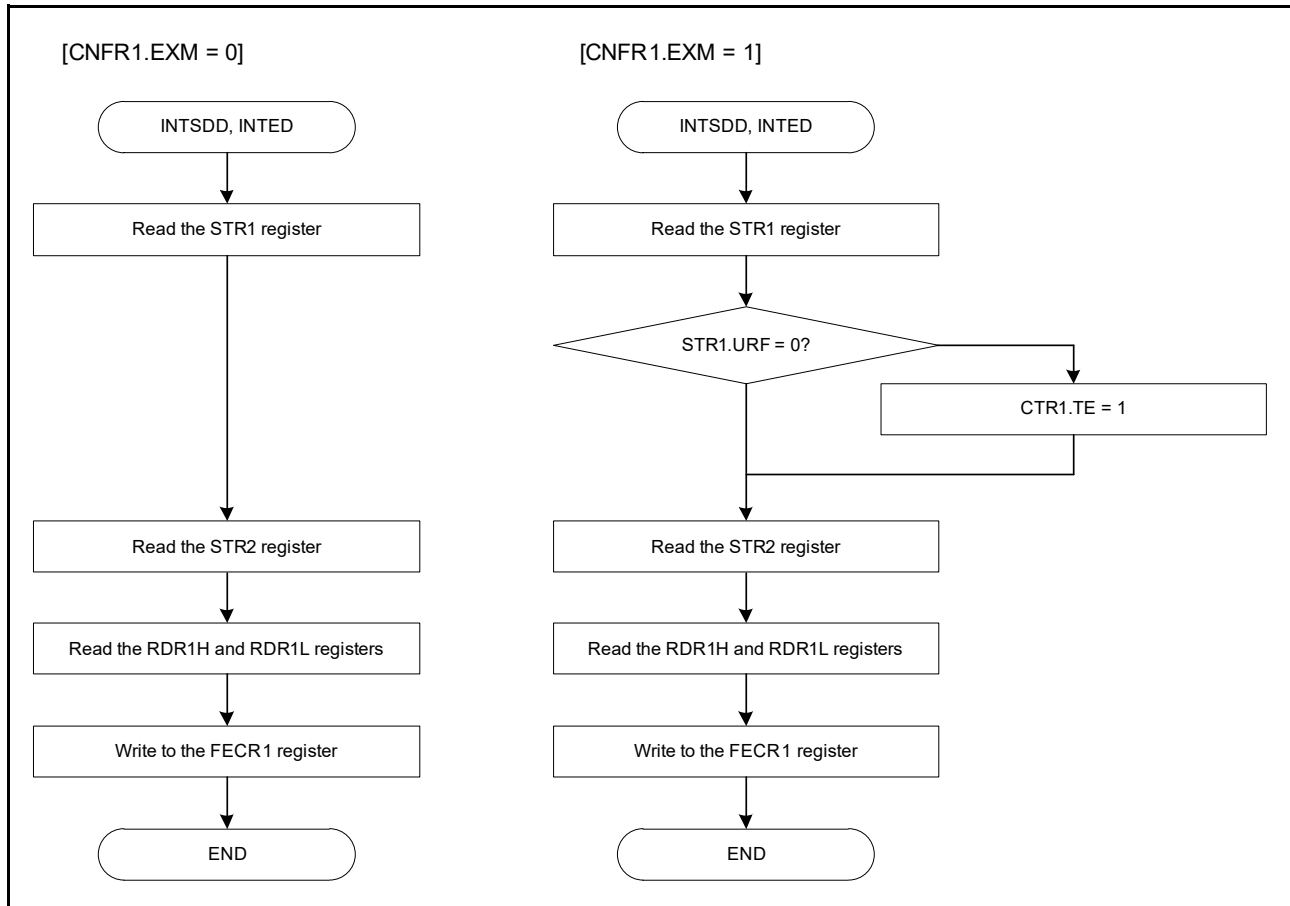 [CNFR1.EXM = 0]
INTSDD, INTED
Read the STR1 register
Read the STR2 register
Read the RDR1H and RDR1L registers
Write to the FECR1 register
END
[CNFR1.EXM = 1]
INTSDD, INTED
Read the STR1 register
STR1.URF = 0?
CTR1.TE = 1
Read the STR2 register
Read the RDR1H and RDR1L registers
Write to the FECR1 register
END